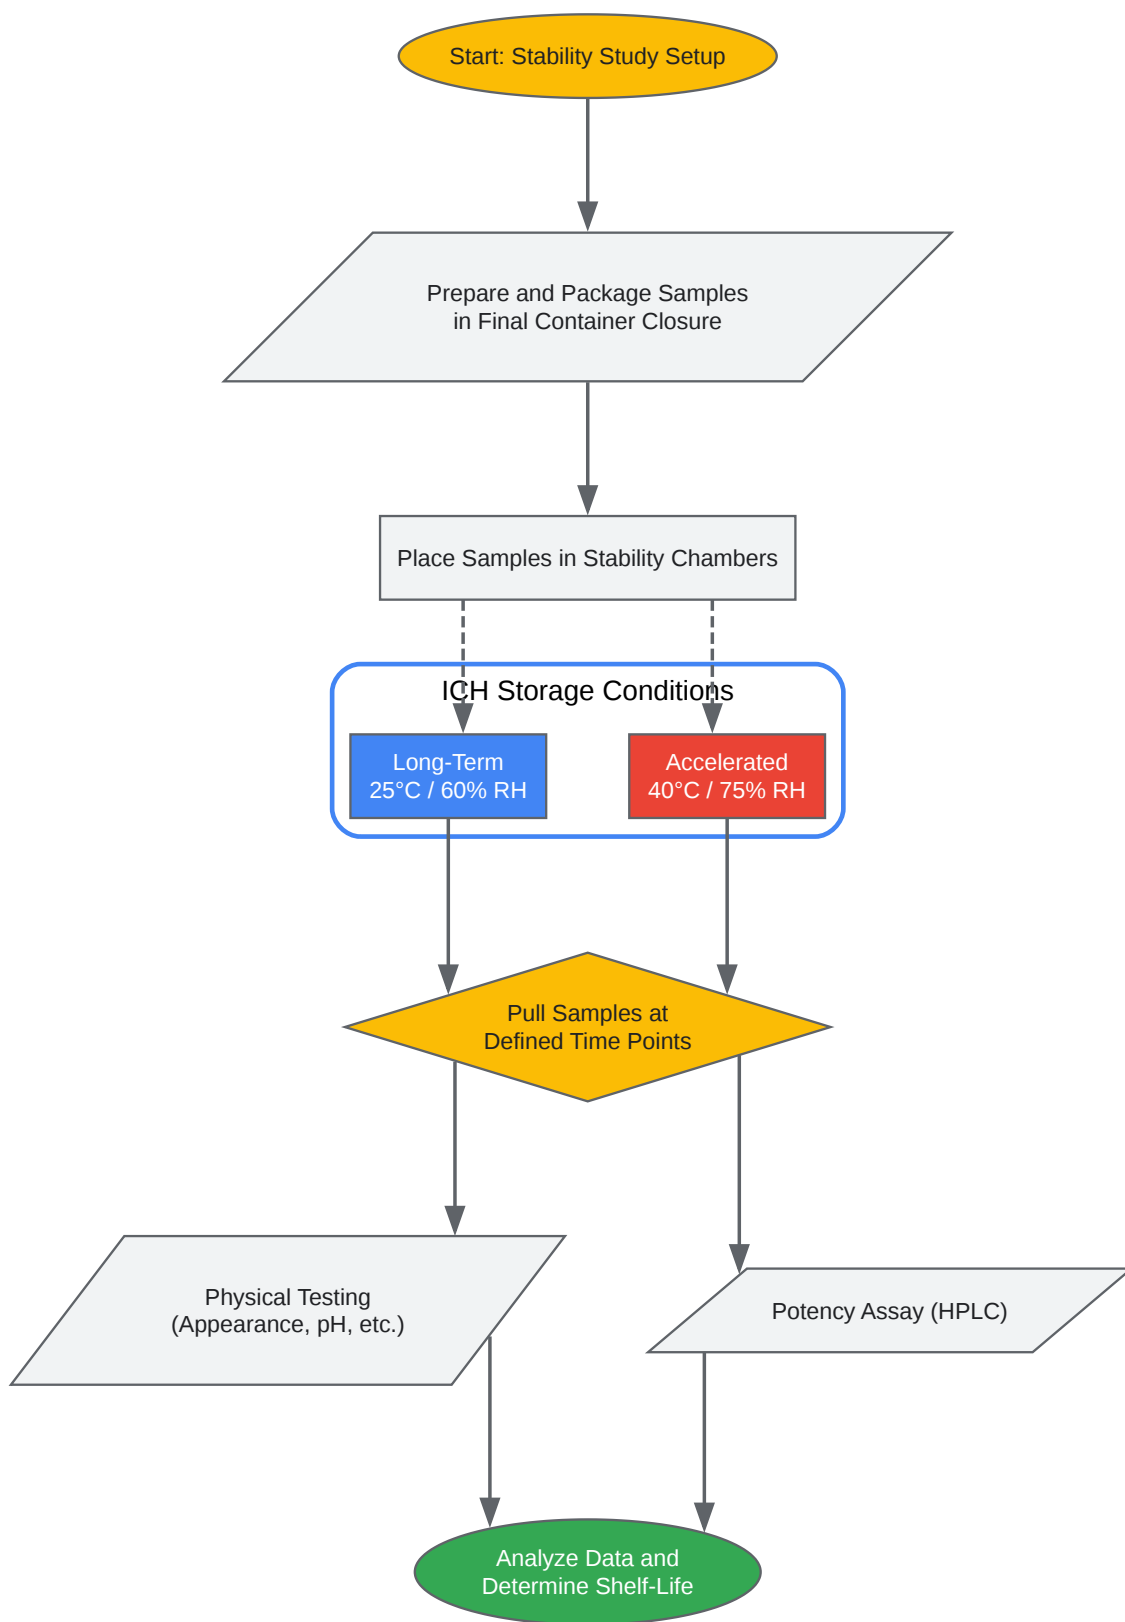 Start: Stability Study Setup
Prepare and Package Samples
in Final Container Closure
Place Samples in Stability Chambers
ICH Storage Conditions
Long-Term
25°C / 60% RH
Accelerated
40°C / 75% RH
Pull Samples at
Defined Time Points
Physical Testing
(Appearance, pH, etc.)
Potency Assay (HPLC)
Analyze Data and
Determine Shelf-Life